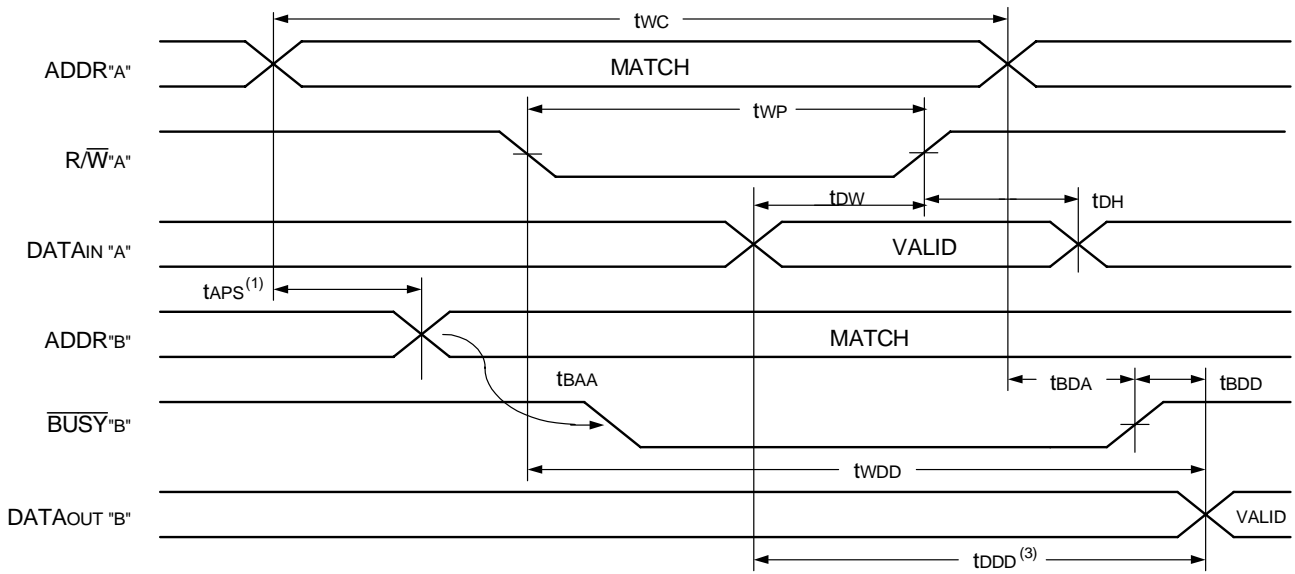 tWC
ADDR"A"
MATCH
tWP
R/W̅"A"
tDW
tDH
DATAIN "A"
VALID
tAPS(1)
ADDR"B"
MATCH
tBAA
tBDA
tBDD
B̅U̅S̅Y̅"B"
tWDD
DATAOUT "B"
VALID
tDDD(3)